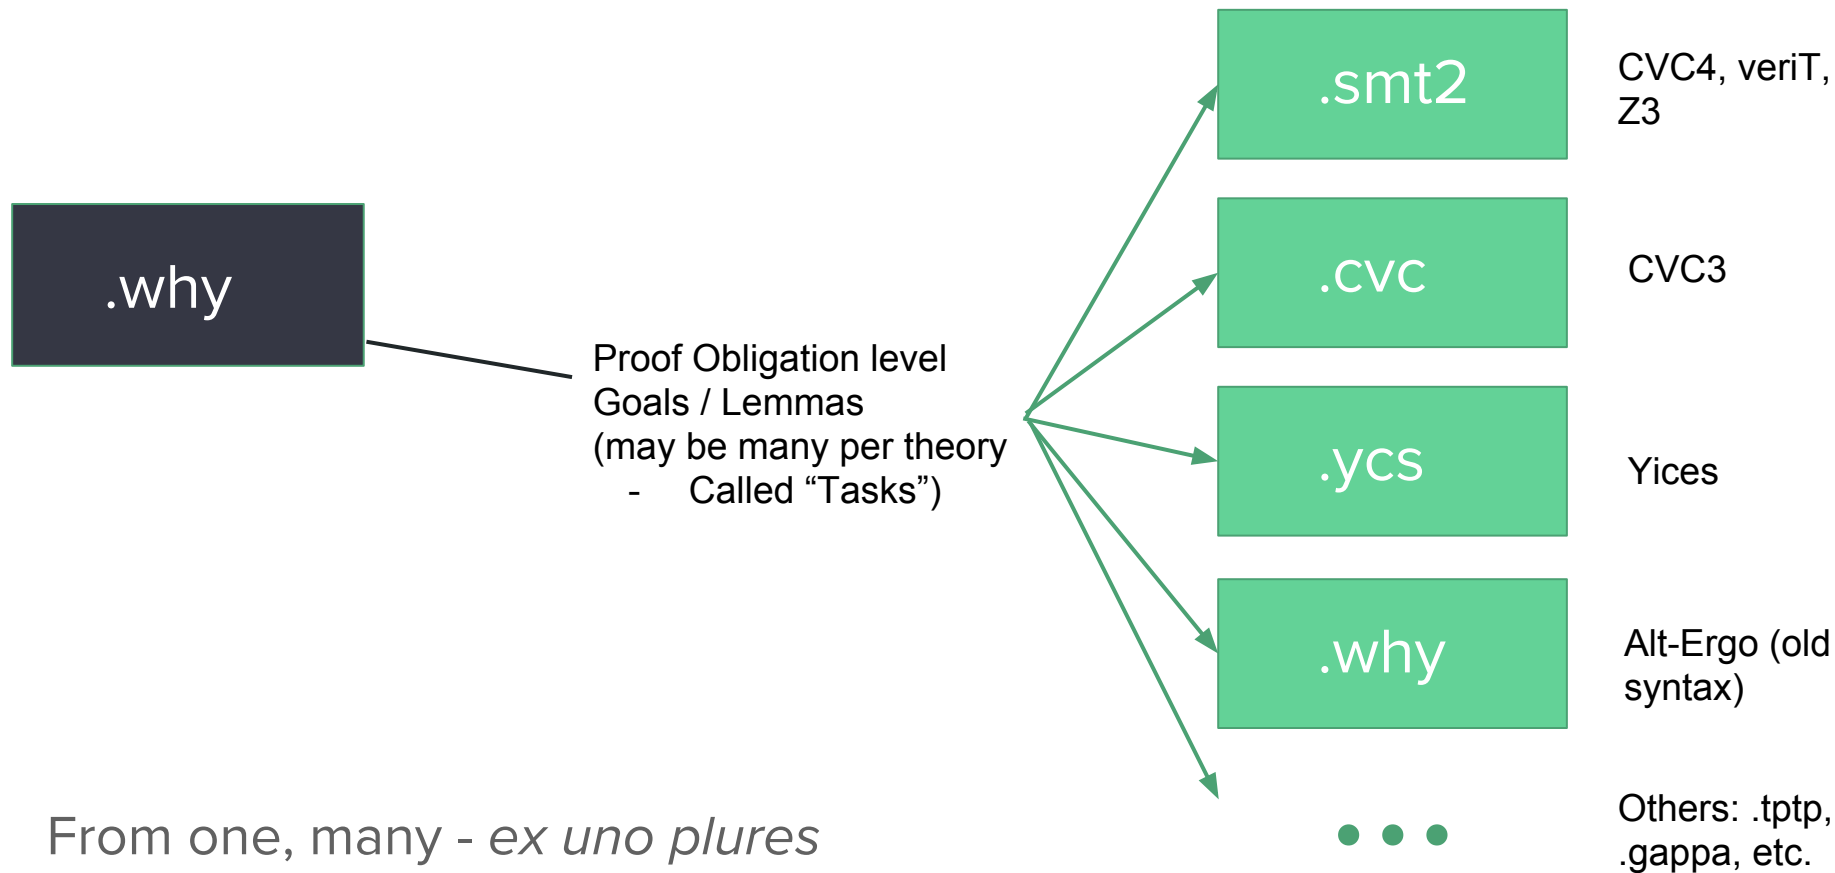 .why
Proof Obligation level
Goals / Lemmas
(may be many per theory
- Called “Tasks”)
.smt2
CVC4, veriT,
Z3
.cvc
CVC3
.ycs
Yices
.why
Alt-Ergo (old
syntax)
Others: .tptp,
.gappa, etc.
From one, many - ex uno plures